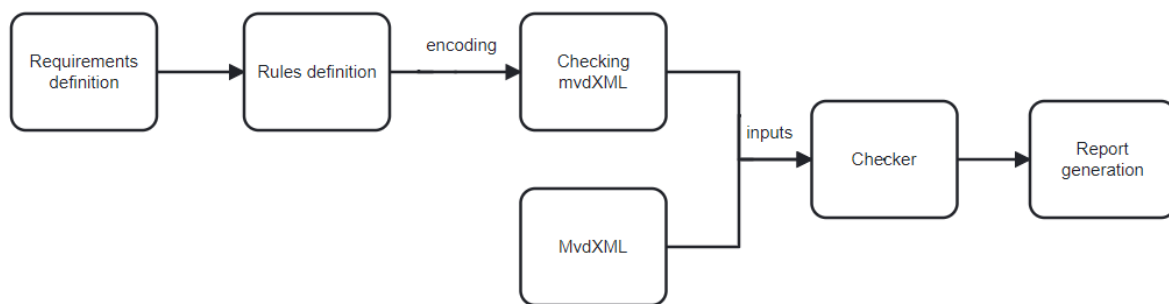 Requirements
definition
Rules definition
encoding
Checking
mvdXML
inputs
Checker
Report
generation
MvdXML